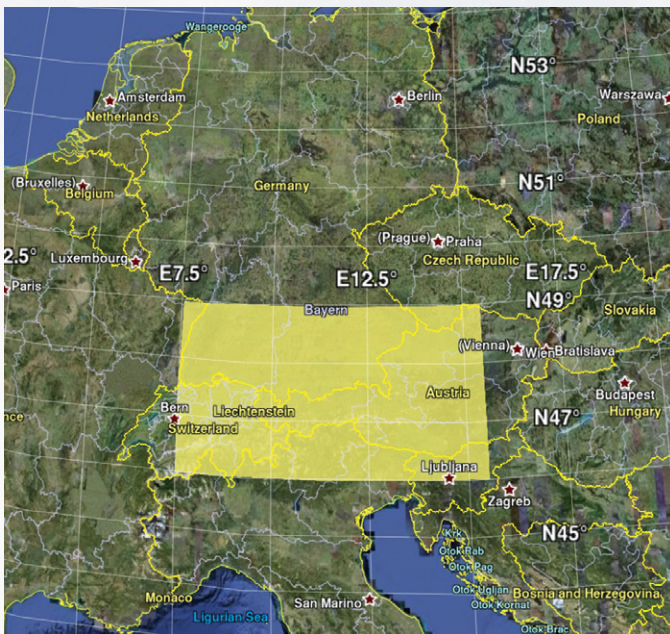 Wangerooge
N53°
Amsterdam
Berlin
Warszawa
Netherlands
Poland
(Bruxelles)
Belgium
Germany
N51°
(Prague)
Praha
2.5°
Luxembourg
Czech Republic
E7.5°
E12.5°
E17.5°
Paris
N49°
Bayern
Slovakia
(Vienna)
Wien
Bratislava
Budapest
Austria
Bern
Liechtenstein
Hungary
nce
Switzerland
N47°
Ljubljana
Zagreb
Krk
N45°
Otok Rab
Otok Pag
Otok Ugljan
Bosnia and Herzegovina
Monaco
San Marino
Otok Kornat
Ligurian Sea
Otok Brac